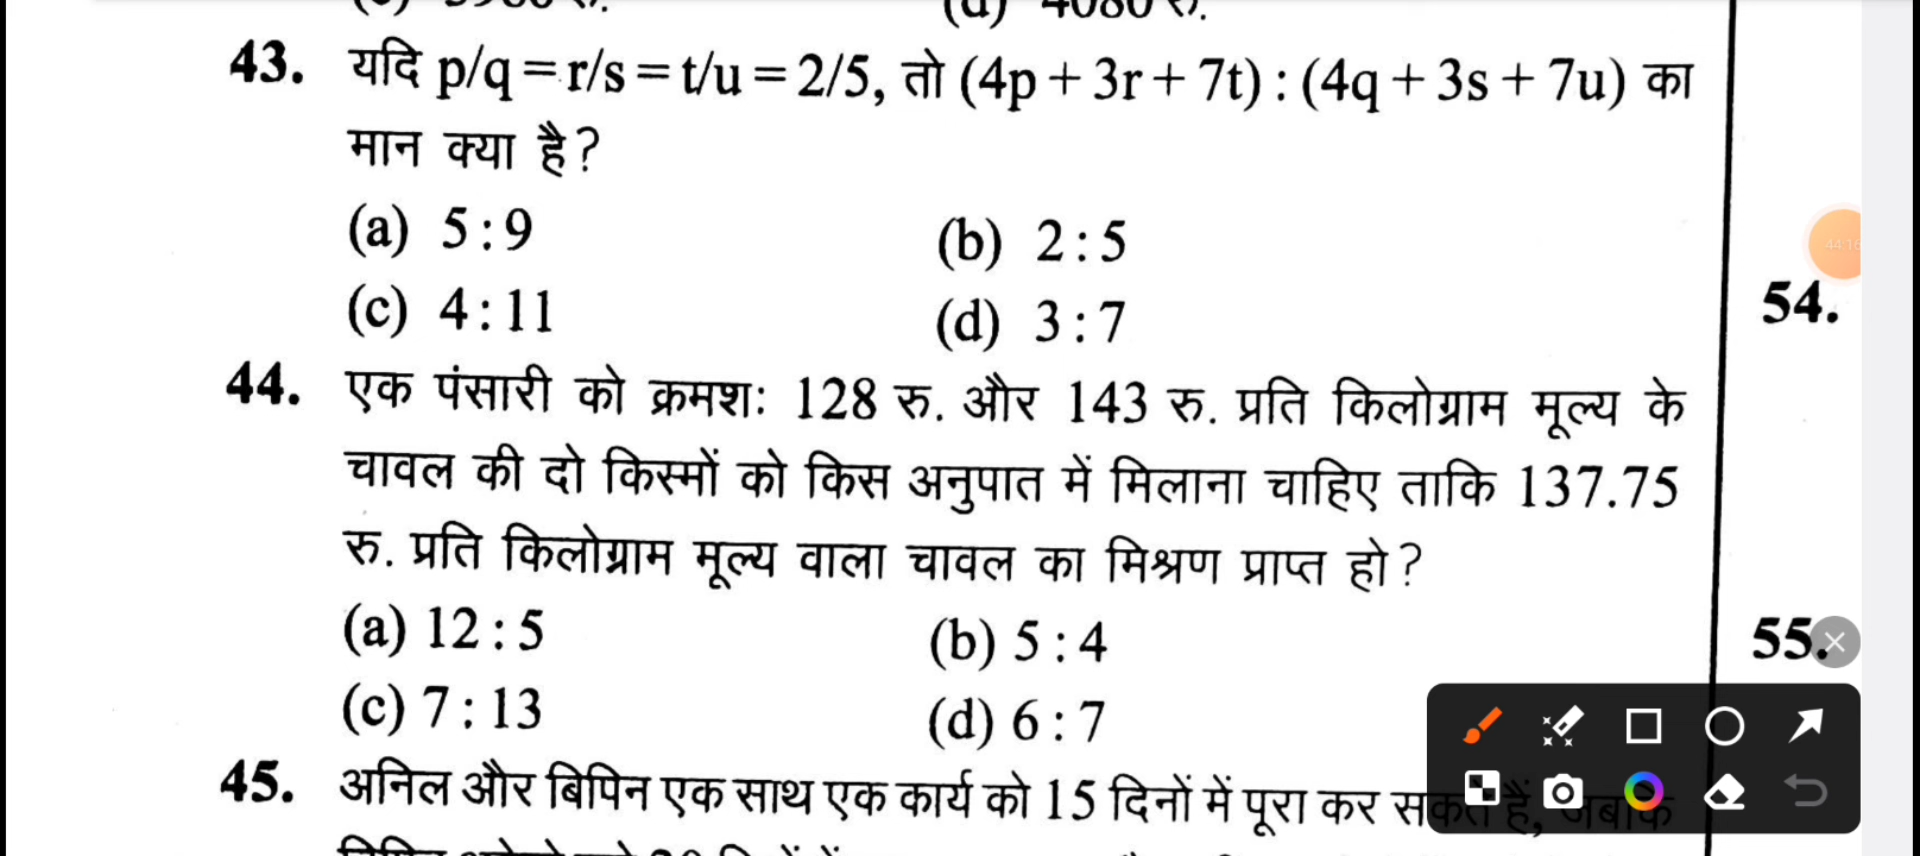 43. यदि p/q = r/s = t/u = 2/5, तो (4p + 3r + 7t) : (4q + 3s + 7u) का
मान क्या है?
(a) 5 : 9 (b) 2 : 5
(c) 4 : 11 (d) 3 : 7
44. एक पंसारी को क्रमशः 128 रु. और 143 रु. प्रति किलोग्राम मूल्य के
चावल की दो किस्मों को किस अनुपात में मिलाना चाहिए ताकि 137.75
रु. प्रति किलोग्राम मूल्य वाला चावल का मिश्रण प्राप्त हो?
(a) 12 : 5 (b) 5 : 4
(c) 7 : 13 (d) 6 : 7
45. अनिल और बिपिन एक साथ एक कार्य को 15 दिनों में पूरा कर सकते हैं, जबकि
54.
55.